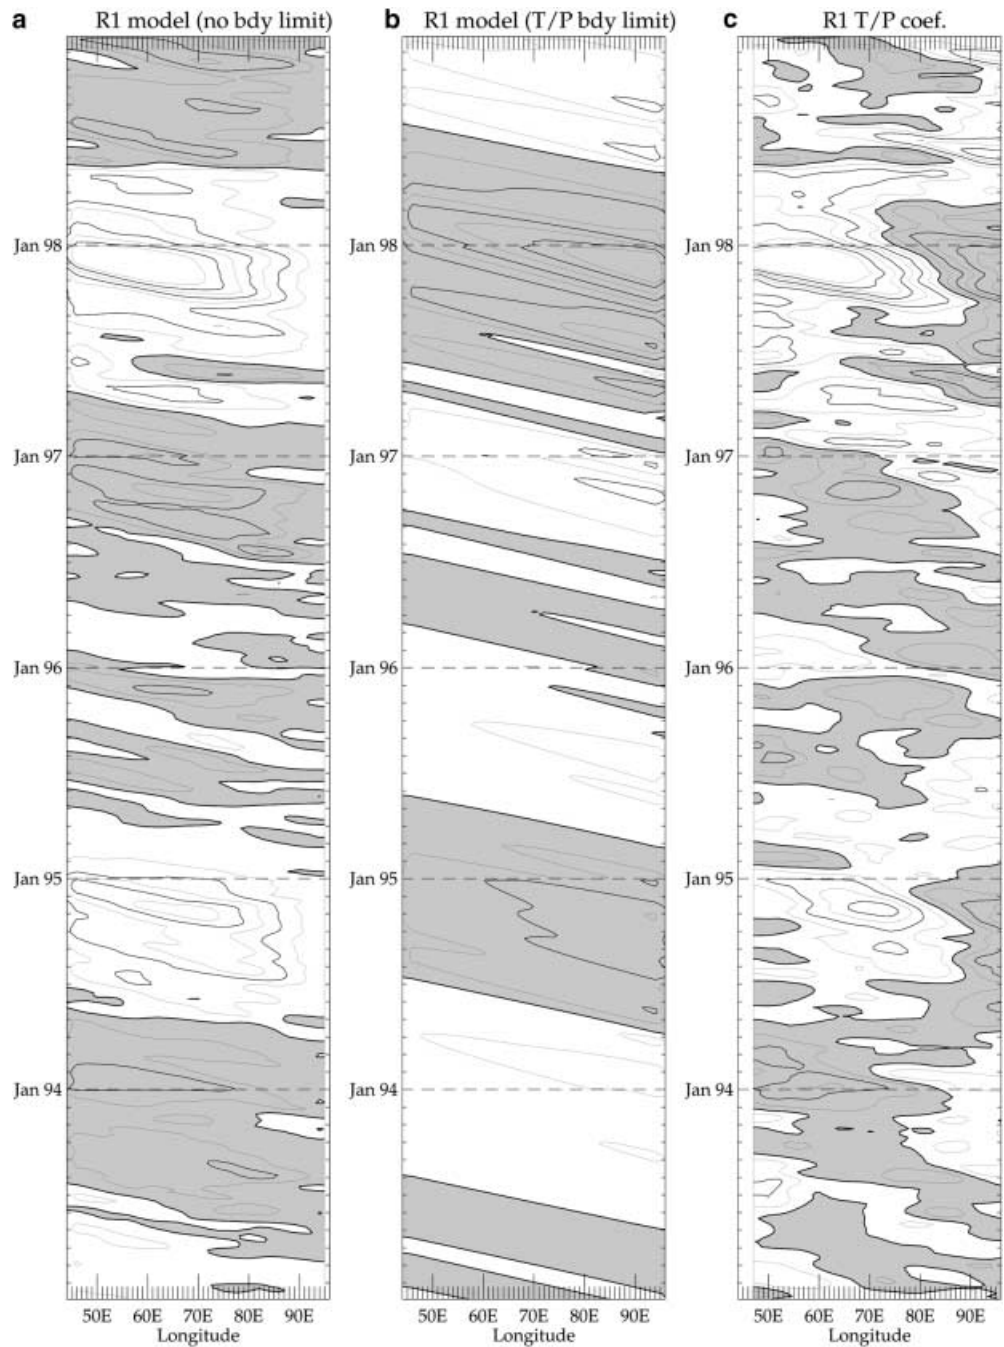 a R1 model (no bdy limit)
Jan 98
Jan 97
Jan 96
Jan 95
Jan 94
50E 60E 70E 80E 90E
Longitude
b R1 model (T/P bdy limit)
Jan 98
Jan 97
Jan 96
Jan 95
Jan 94
50E 60E 70E 80E 90E
Longitude
c R1 T/P coef.
Jan 98
Jan 97
Jan 96
Jan 95
Jan 94
50E 60E 70E 80E 90E
Longitude